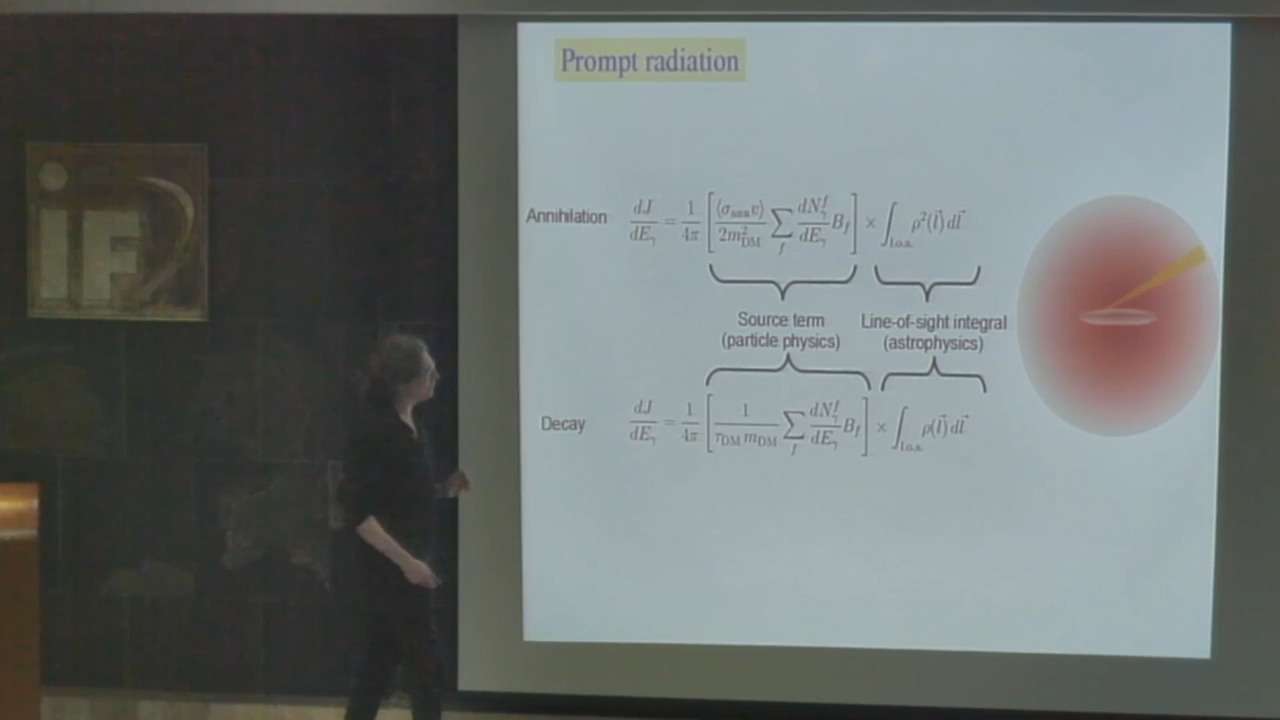 Prompt radiation
iF
Annihilation dJ/dE_γ = 1/4π [⟨σ_ann v⟩/2m²_DM ∑_f dN^f_γ/dE_γ B_f] × ∫_l.o.s. ρ²(l⃗) dl⃗
Source term
(particle physics)
Line-of-sight integral
(astrophysics)
Decay dJ/dE_γ = 1/4π [1/τ_DM m_DM ∑_f dN^f_γ/dE_γ B_f] × ∫_l.o.s. ρ(l⃗) dl⃗